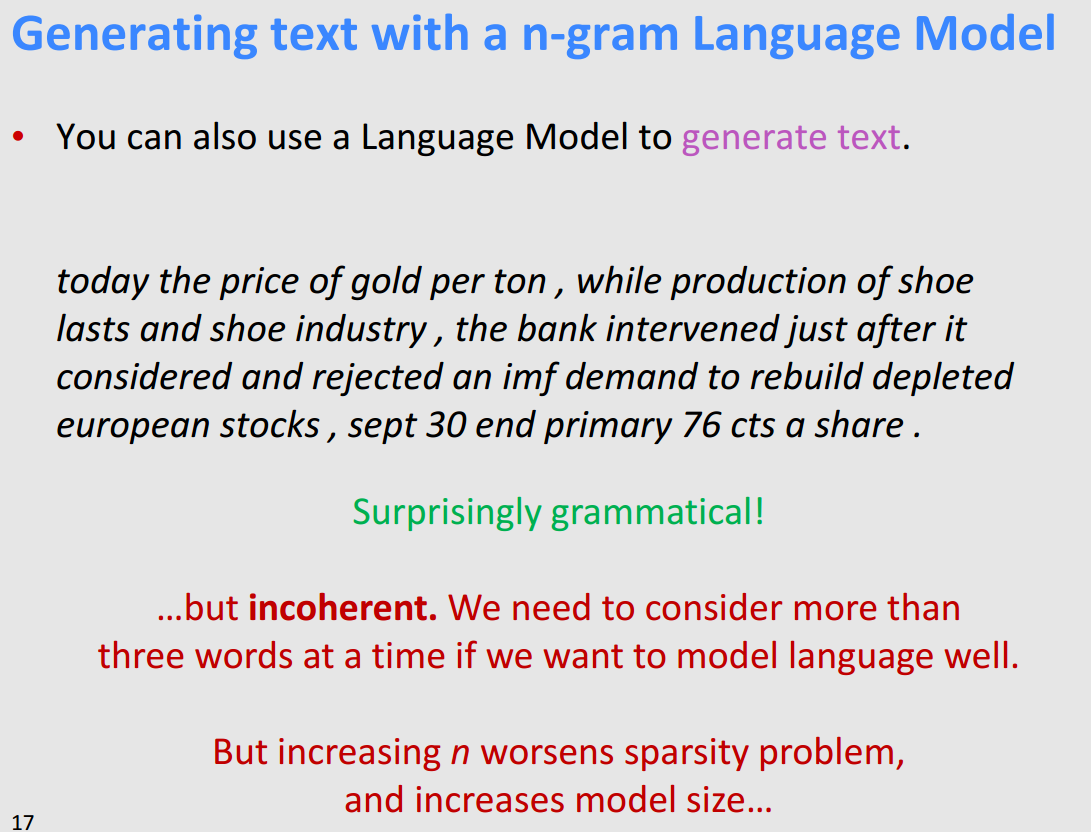 Generating text with a n-gram Language Model
• You can also use a Language Model to generate text.
today the price of gold per ton , while production of shoe
lasts and shoe industry , the bank intervened just after it
considered and rejected an imf demand to rebuild depleted
european stocks , sept 30 end primary 76 cts a share .
Surprisingly grammatical!
…but incoherent. We need to consider more than
three words at a time if we want to model language well.
But increasing n worsens sparsity problem,
and increases model size…
17